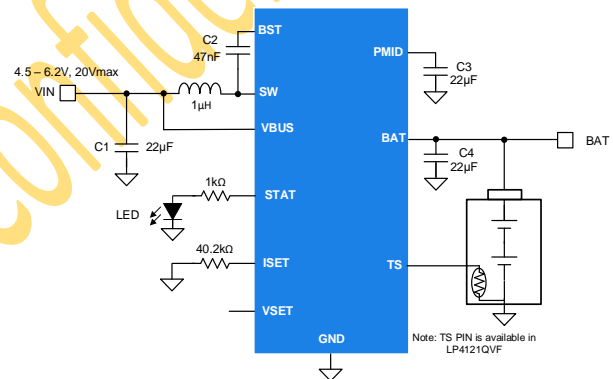 BST
C2
47nF
PMID
C3
22µF
4.5 – 6.2V, 20Vmax
VIN
SW
1µH
VBUS
C1
22µF
BAT
BAT
C4
22µF
1kΩ
STAT
LED
40.2kΩ
ISET
TS
VSET
GND
Note: TS PIN is available in
LP4121QVF